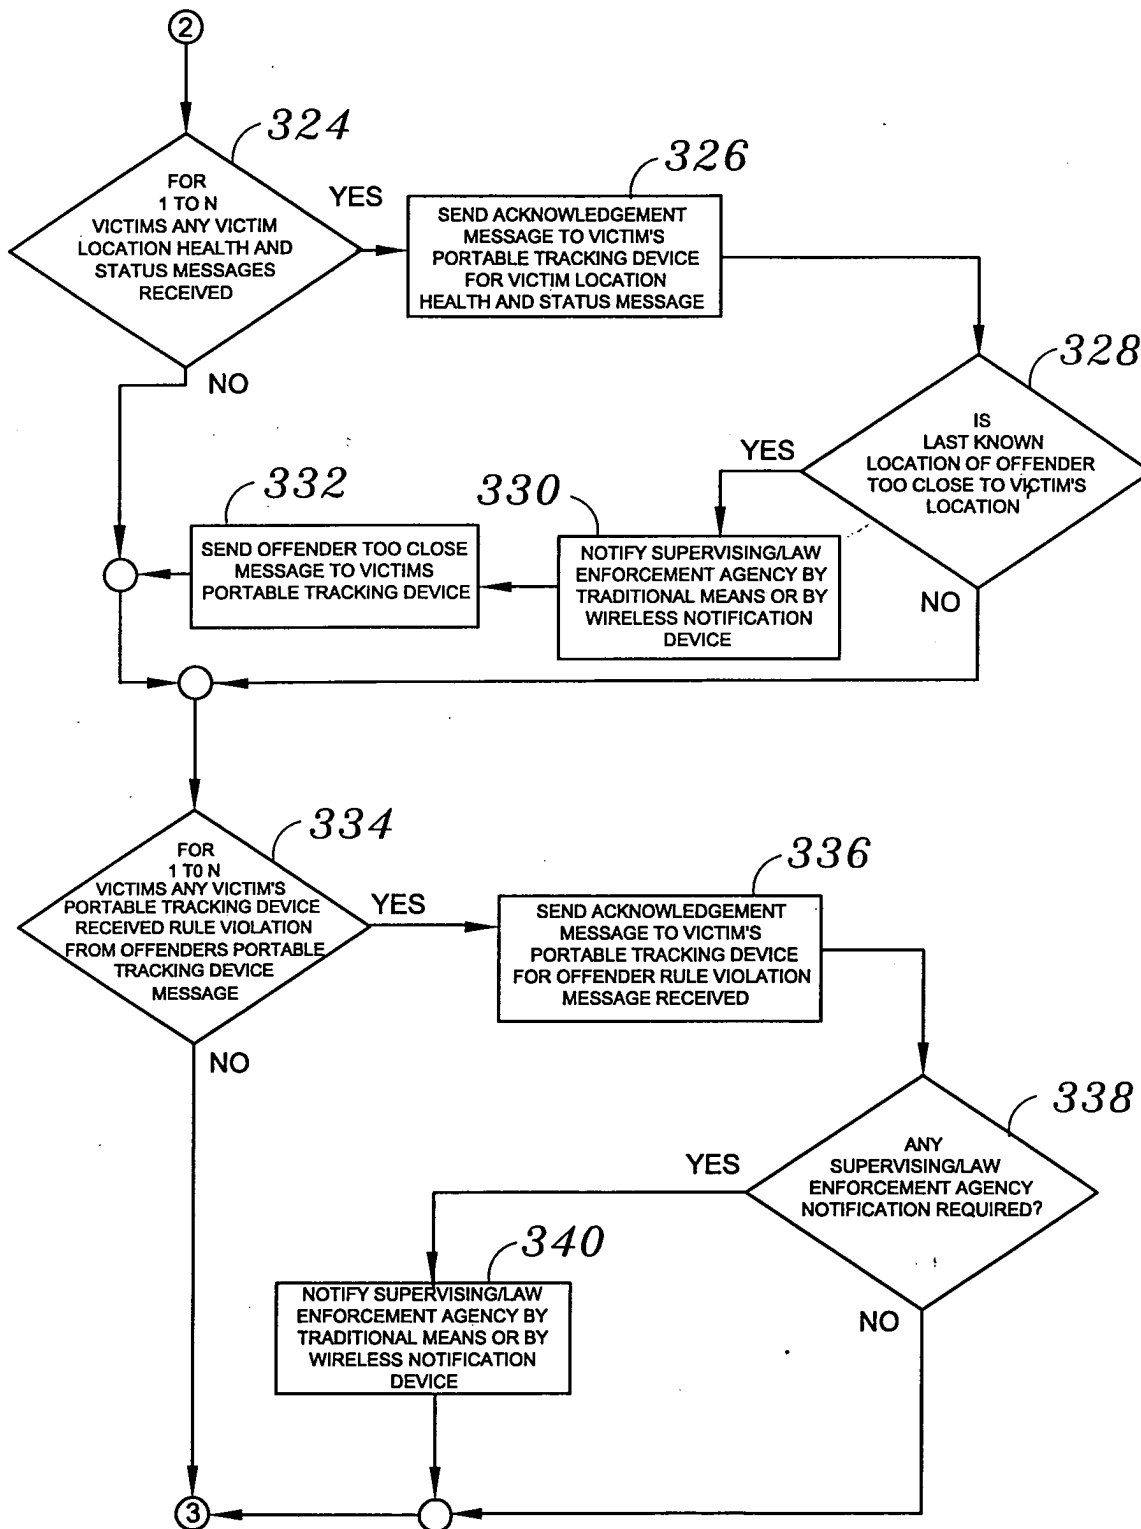 2
324
FOR
1 TO N
VICTIMS ANY VICTIM
LOCATION HEALTH AND
STATUS MESSAGES
RECEIVED
YES
NO
326
SEND ACKNOWLEDGEMENT
MESSAGE TO VICTIM'S
PORTABLE TRACKING DEVICE
FOR VICTIM LOCATION
HEALTH AND STATUS MESSAGE
328
IS
LAST KNOWN
LOCATION OF OFFENDER
TOO CLOSE TO VICTIM'S
LOCATION?
YES
NO
330
NOTIFY SUPERVISING/LAW
ENFORCEMENT AGENCY BY
TRADITIONAL MEANS OR BY
WIRELESS NOTIFICATION
DEVICE
332
SEND OFFENDER TOO CLOSE
MESSAGE TO VICTIMS
PORTABLE TRACKING DEVICE
334
FOR
1 TO N
VICTIMS ANY VICTIM'S
PORTABLE TRACKING DEVICE
RECEIVED RULE VIOLATION
FROM OFFENDERS PORTABLE
TRACKING DEVICE
MESSAGE
YES
NO
336
SEND ACKNOWLEDGEMENT
MESSAGE TO VICTIM'S
PORTABLE TRACKING DEVICE
FOR OFFENDER RULE VIOLATION
MESSAGE RECEIVED
338
ANY
SUPERVISING/LAW
ENFORCEMENT AGENCY
NOTIFICATION REQUIRED?
YES
NO
340
NOTIFY SUPERVISING/LAW
ENFORCEMENT AGENCY BY
TRADITIONAL MEANS OR BY
WIRELESS NOTIFICATION
DEVICE
3